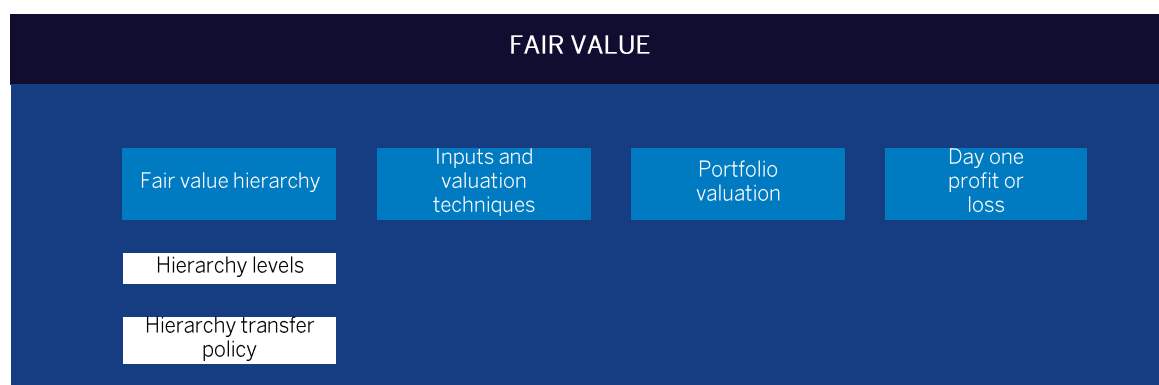 FAIR VALUE
Fair value hierarchy
Inputs and
valuation
techniques
Portfolio
valuation
Day one
profit or
loss
Hierarchy levels
Hierarchy transfer
policy